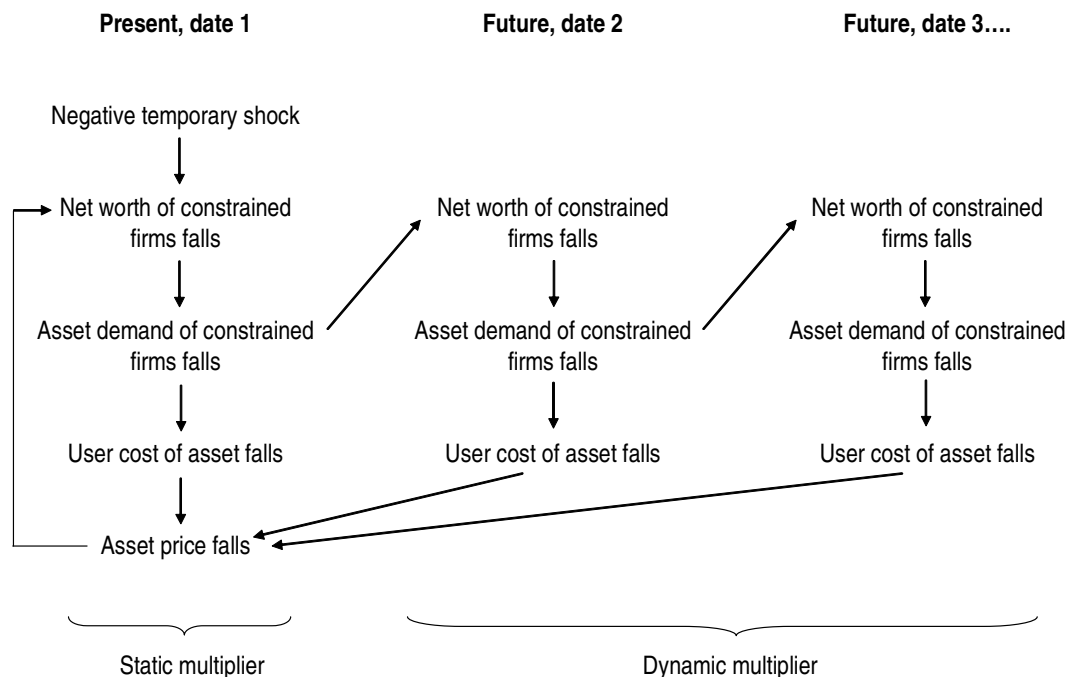 Present, date 1
Future, date 2
Future, date 3....
Negative temporary shock
Net worth of constrained
firms falls
Net worth of constrained
firms falls
Net worth of constrained
firms falls
Asset demand of constrained
firms falls
Asset demand of constrained
firms falls
Asset demand of constrained
firms falls
User cost of asset falls
User cost of asset falls
User cost of asset falls
Asset price falls
Static multiplier
Dynamic multiplier